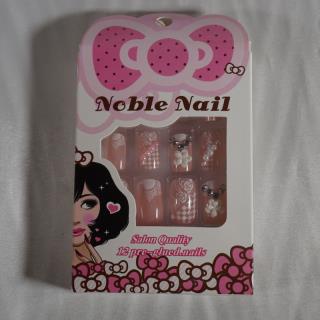 Noble Nail
Salon Quality
12 pre-glued.nails